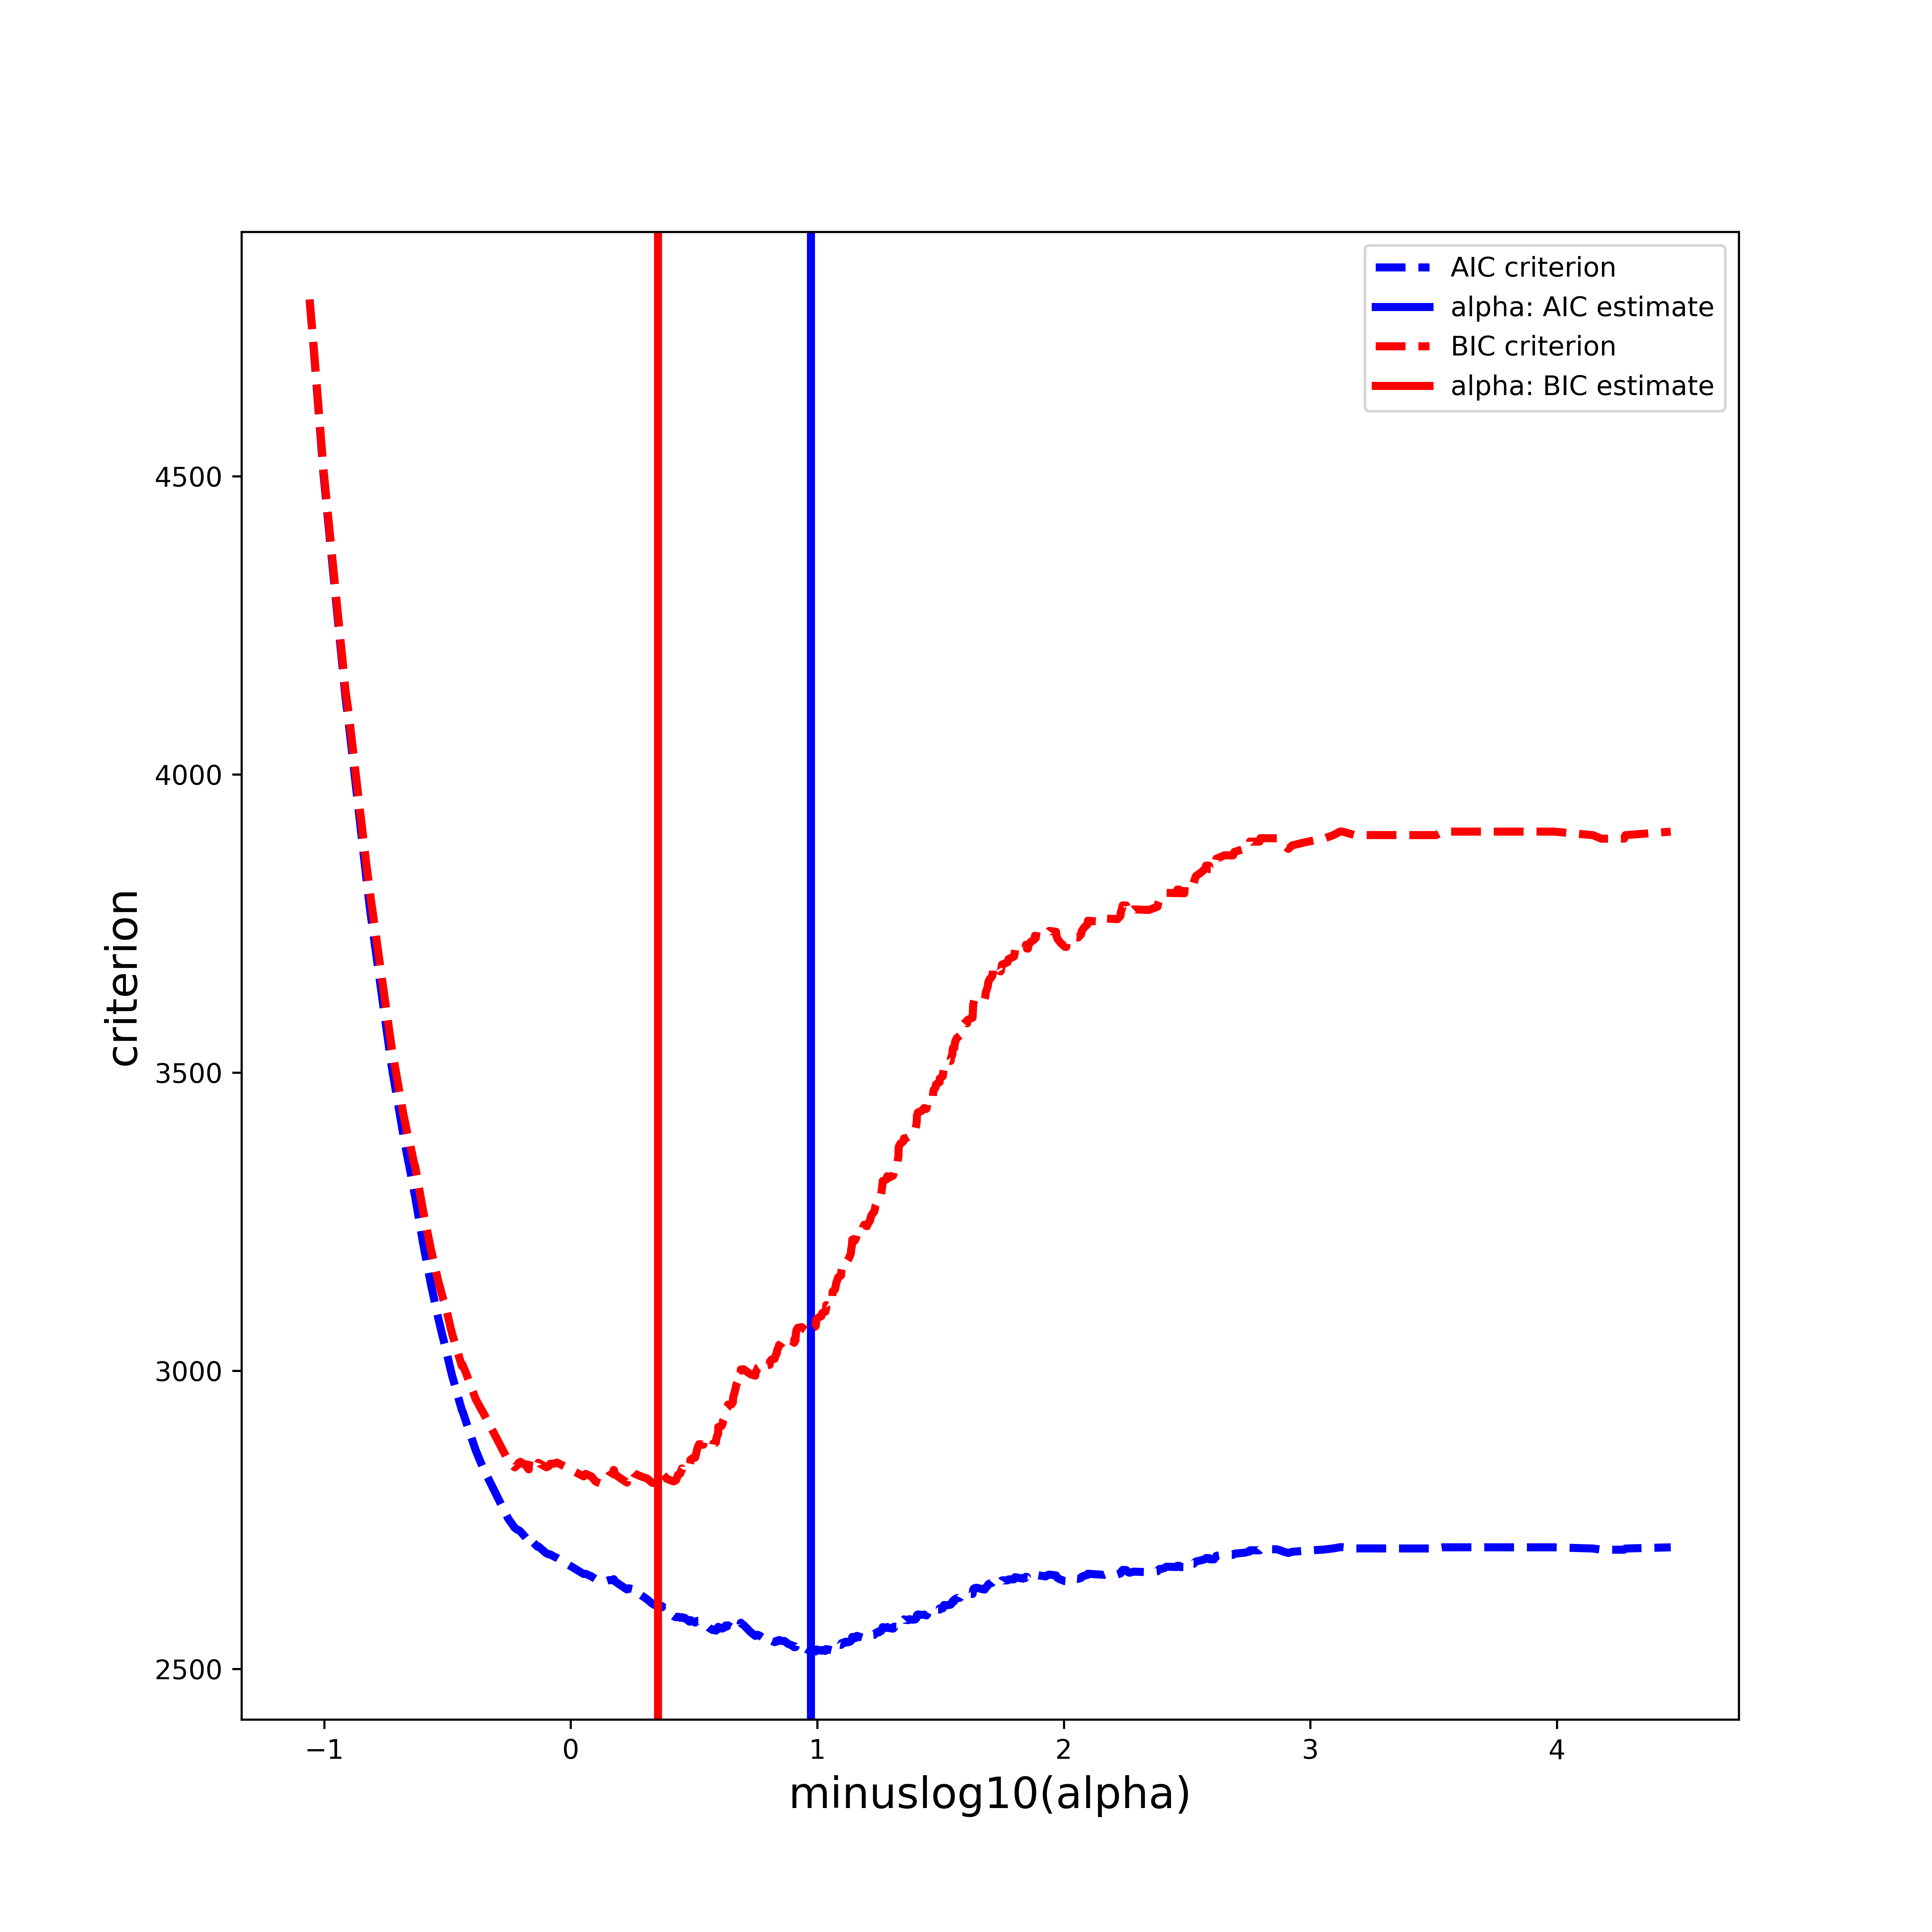 AIC criterion
alpha: AIC estimate
BIC criterion
alpha: BIC estimate
criterion
4500
4000
3500
3000
2500
−1 0 1 2 3 4
minuslog10(alpha)